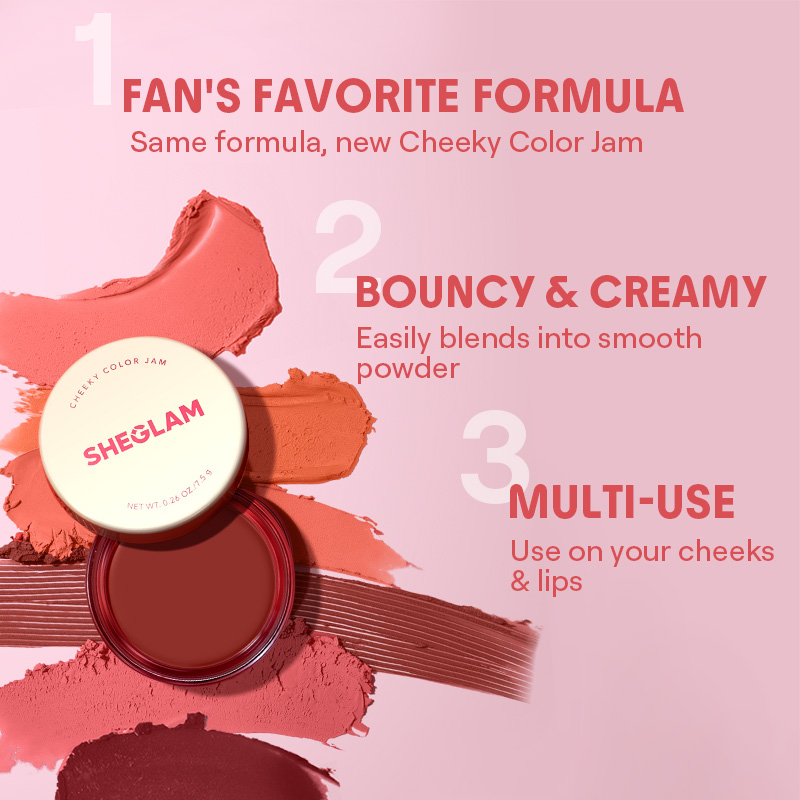 1
FAN'S FAVORITE FORMULA
Same formula, new Cheeky Color Jam
2
BOUNCY & CREAMY
Easily blends into smooth
powder
3
MULTI-USE
Use on your cheeks
& lips
CHEEKY COLOR JAM
SHEGLAM
NET WT. 0.26 OZ /7.5 g